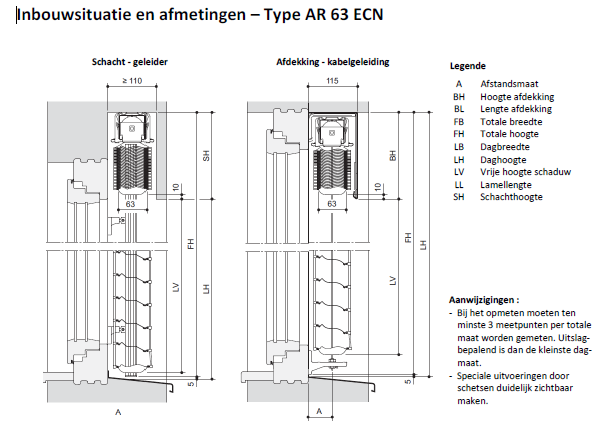 Inbouwsituatie en afmetingen – Type AR 63 ECN
Schacht - geleider
≥ 110
SH
10
63
FH
LV
LH
5
A
Afdekking - kabelgeleiding
115
BH
10
63
FH
LH
LV
5
A
Legende
A Afstandsmaat
BH Hoogte afdekking
BL Lengte afdekking
FB Totale breedte
FH Totale hoogte
LB Dagbreedte
LH Daghoogte
LV Vrije hoogte schaduw
LL Lamellengte
SH Schachthoogte
Aanwijzigingen :
- Bij het opmeten moeten ten
minste 3 meetpunten per totale
maat worden gemeten. Uitslag-
bepalend is dan de kleinste dag-
maat.
- Speciale uitvoeringen door
schetsen duidelijk zichtbaar
maken.